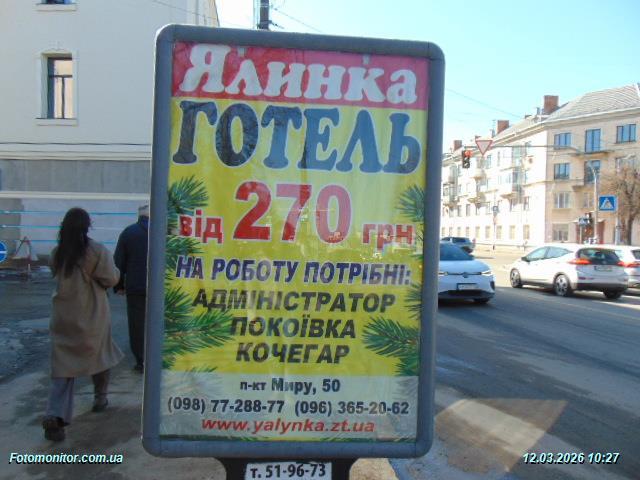 Ялинка
ГОТЕЛЬ
від 270 грн
НА РОБОТУ ПОТРІБНІ:
АДМІНІСТРАТОР
ПОКОЇВКА
КОЧЕГАР
п-кт Миру, 50
(098) 77-288-77 (096) 365-20-62
www.yalynka.zt.ua
т. 51-96-73
Fotomonitor.com.ua
12.03.2026 10:27